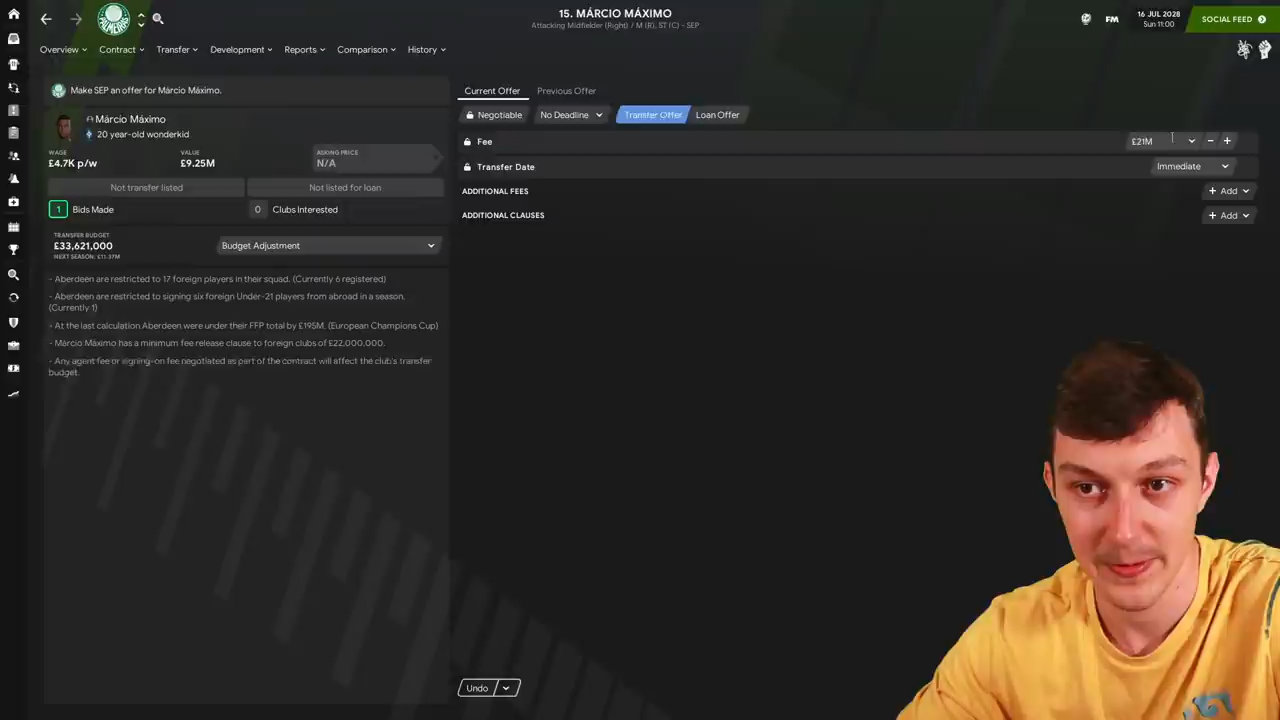 15. MÁRCIO MÁXIMO
Attacking Midfielder (Right) / M (R), ST (C) - SEP
FM
16 JUL 2028
Sun 11:00
SOCIAL FEED
PALMEIRAS
Overview
Contract
Transfer
Development
Reports
Comparison
History
Make SEP an offer for Márcio Máximo.
Márcio Máximo
20 year-old wonderkid
WAGE
£4.7K p/w
VALUE
£9.25M
ASKING PRICE
N/A
Not transfer listed
Not listed for loan
1 Bids Made
0 Clubs Interested
TRANSFER BUDGET
£33,621,000
NEXT SEASON: £11-37M
Budget Adjustment
- Aberdeen are restricted to 17 foreign players in their squad. (Currently 6 registered)
- Aberdeen are restricted to signing six foreign Under-21 players from abroad in a season.
(Currently 1)
- At the last calculation Aberdeen were under their FFP total by £195M. (European Champions Cup)
- Márcio Máximo has a minimum fee release clause to foreign clubs of £22,000,000.
- Any agent fee or signing-on fee negotiated as part of the contract will affect the club's transfer
budget.
Current Offer
Previous Offer
Negotiable
No Deadline
Transfer Offer
Loan Offer
Fee
£21M
Transfer Date
Immediate
ADDITIONAL FEES
Add
ADDITIONAL CLAUSES
Add
Undo